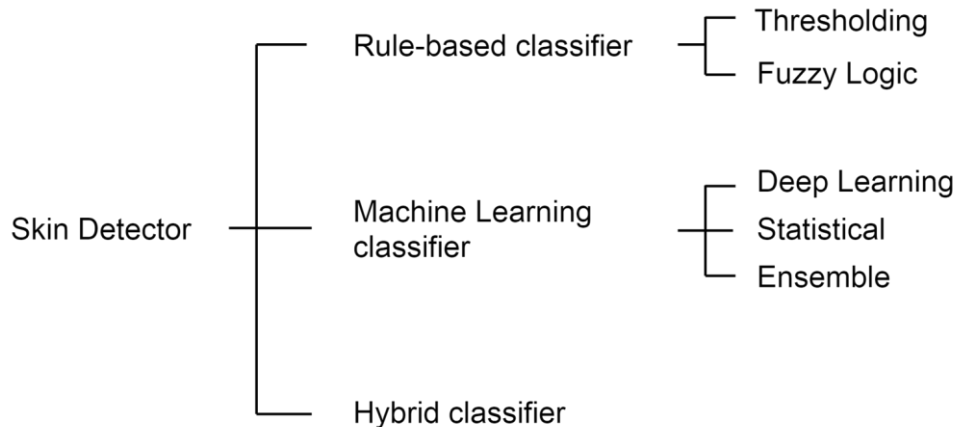 Skin Detector
Rule-based classifier
Thresholding
Fuzzy Logic
Machine Learning
classifier
Deep Learning
Statistical
Ensemble
Hybrid classifier